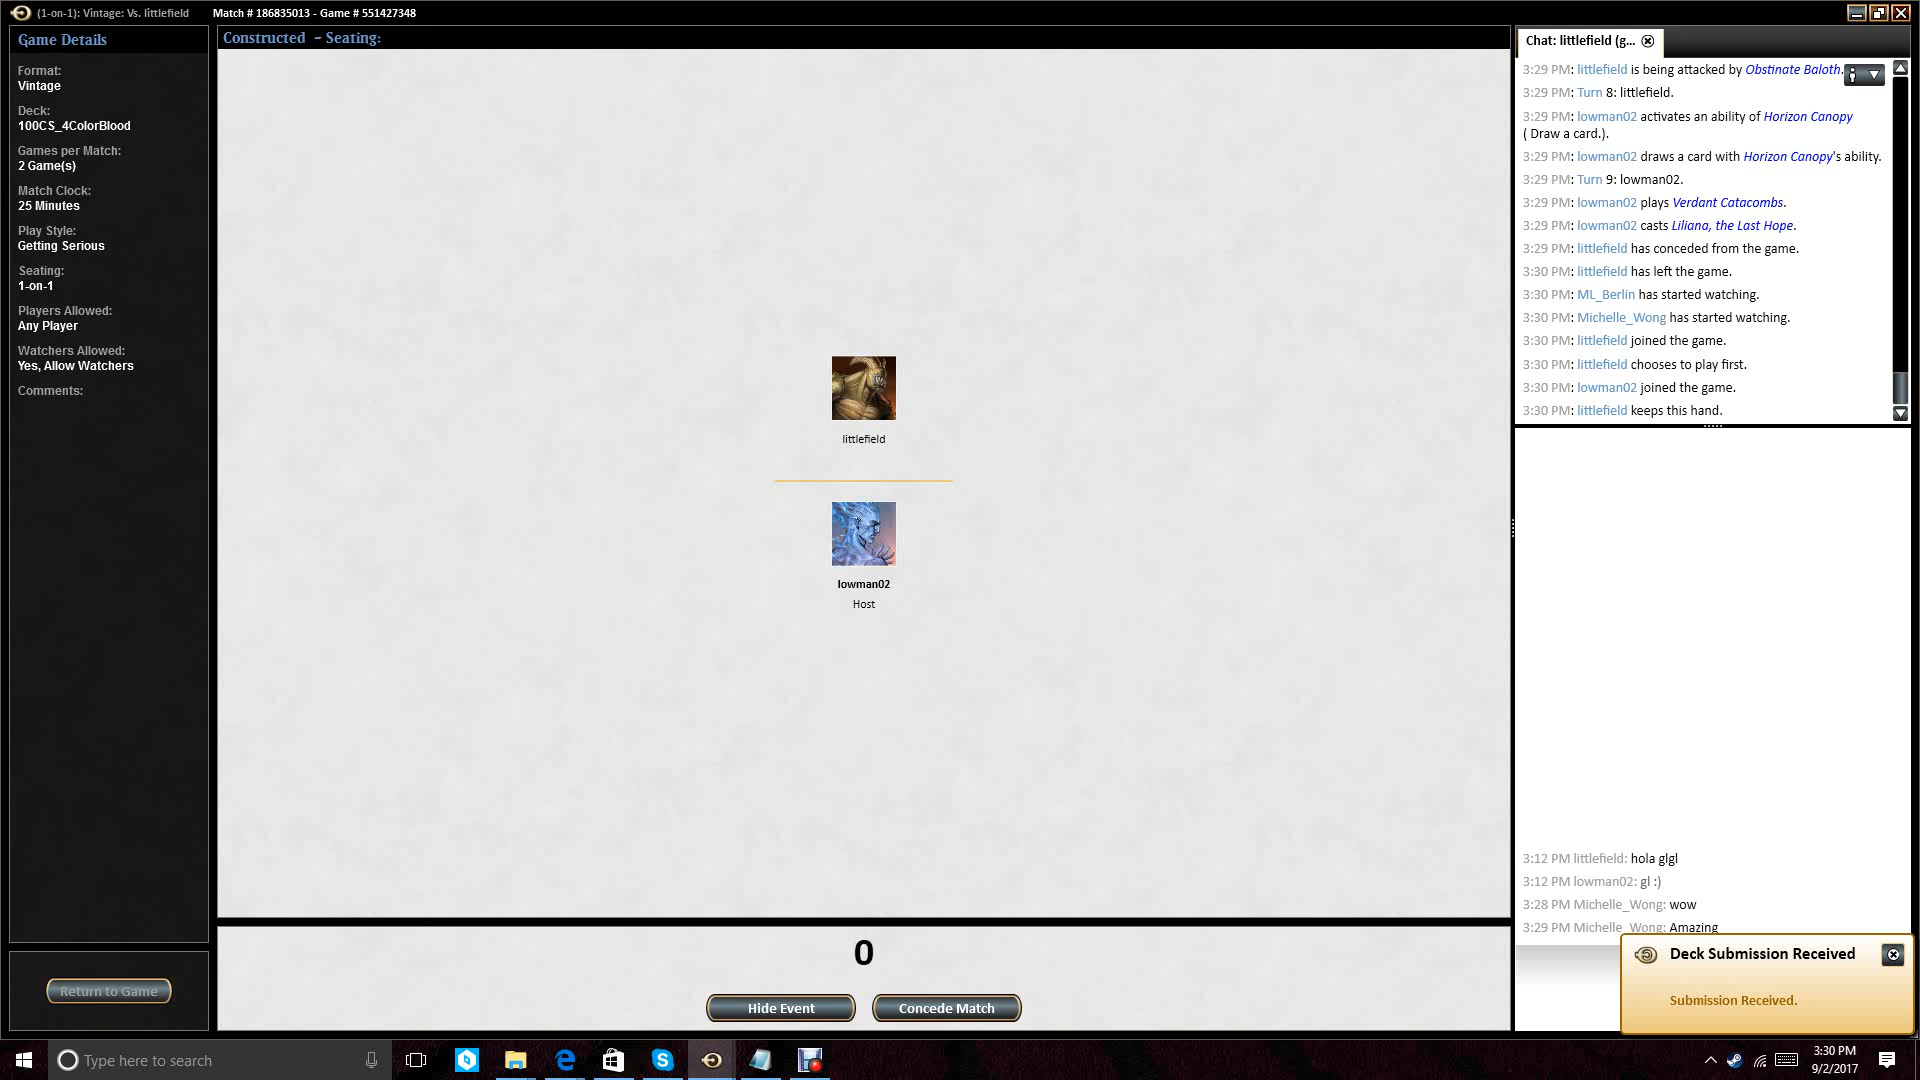 (1-on-1): Vintage: Vs. littlefield
Match # 186835013 - Game # 551427348
Game Details
Format:
Vintage
Deck:
100CS_4ColorBlood
Games per Match:
2 Game(s)
Match Clock:
25 Minutes
Play Style:
Getting Serious
Seating:
1-on-1
Players Allowed:
Any Player
Watchers Allowed:
Yes, Allow Watchers
Comments:
Return to Game
Constructed - Seating:
littlefield
lowman02
Host
0
Hide Event
Concede Match
Chat: littlefield (g...
3:29 PM: littlefield is being attacked by Obstinate Baloth.
3:29 PM: Turn 8: littlefield.
3:29 PM: lowman02 activates an ability of Horizon Canopy
( Draw a card.).
3:29 PM: lowman02 draws a card with Horizon Canopy's ability.
3:29 PM: Turn 9: lowman02.
3:29 PM: lowman02 plays Verdant Catacombs.
3:29 PM: lowman02 casts Liliana, the Last Hope.
3:29 PM: littlefield has conceded from the game.
3:30 PM: littlefield has left the game.
3:30 PM: ML_Berlin has started watching.
3:30 PM: Michelle_Wong has started watching.
3:30 PM: littlefield joined the game.
3:30 PM: littlefield chooses to play first.
3:30 PM: lowman02 joined the game.
3:30 PM: littlefield keeps this hand.
3:12 PM littlefield: hola glgl
3:12 PM lowman02: gl :)
3:28 PM Michelle_Wong: wow
3:29 PM Michelle_Wong: Amazing
Deck Submission Received
Submission Received.
Type here to search
3:30 PM
9/2/2017